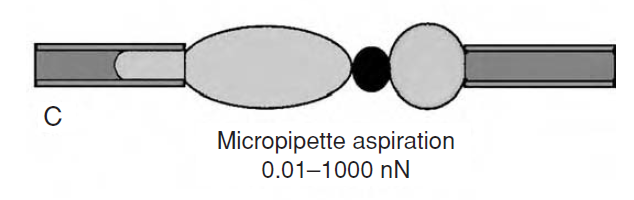 C
Micropipette aspiration
0.01–1000 nN